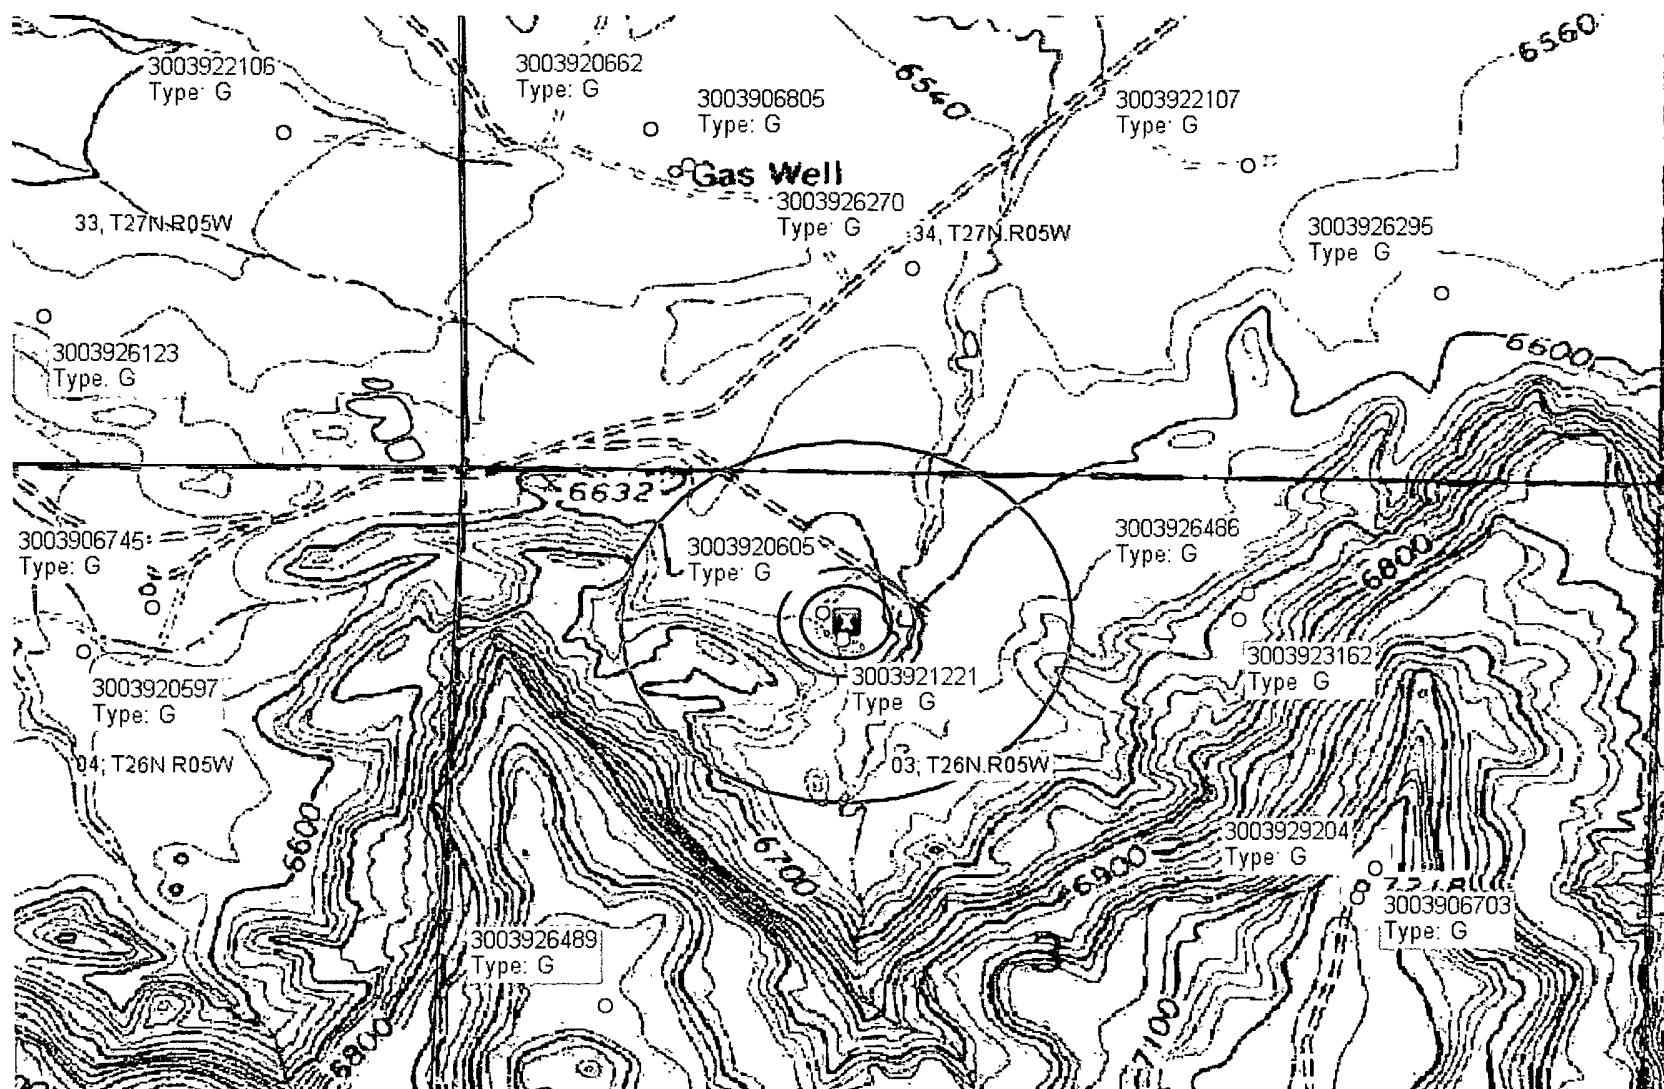 6560
3003922106
Type: G
3003920662
Type: G
3003906805
Type: G
6540
3003922107
Type: G
Gas Well
3003926270
Type: G
33, T27N.R05W
34, T27N.R05W
3003926295
Type G
3003926123
Type. G
6600
6632
3003906745
Type: G
3003920605
Type: G
3003926486
Type: G
6800
3003920597
Type: G
3003921221
Type G
3003923162
Type G
04, T26N R05W
03, T26N.R05W
6600
6700
6900
3003929204
Type: G
3003906703
Type: G
3003926489
Type: G
6800
7100